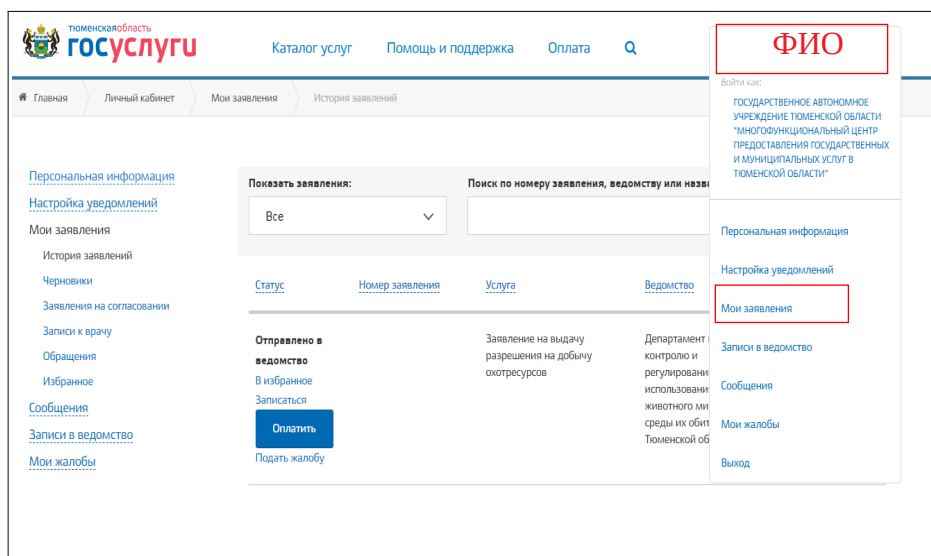 тюменскаяобласть
госуслуги
Каталог услуг Помощь и поддержка Оплата
ФИО
Войти как:
ГОСУДАРСТВЕННОЕ АВТОНОМНОЕ
УЧРЕЖДЕНИЕ ТЮМЕНСКОЙ ОБЛАСТИ
"МНОГОФУНКЦИОНАЛЬНЫЙ ЦЕНТР
ПРЕДОСТАВЛЕНИЯ ГОСУДАРСТВЕННЫХ
И МУНИЦИПАЛЬНЫХ УСЛУГ В
ТЮМЕНСКОЙ ОБЛАСТИ"
Персональная информация
Настройка уведомлений
Мои заявления
Записи в ведомство
Сообщения
Мои жалобы
Выход
Главная Личный кабинет Мои заявления История заявлений
Персональная информация
Настройка уведомлений
Мои заявления
История заявлений
Черновики
Заявления на согласовании
Записи к врачу
Обращения
Избранное
Сообщения
Записи в ведомство
Мои жалобы
Показать заявления:
Все
Поиск по номеру заявления, ведомству или назва
Статус Номер заявления Услуга Ведомство
Отправлено в
ведомство
В избранное
Записаться
Оплатить
Подать жалобу
Заявление на выдачу
разрешения на добычу
охотресурсов
Департамент
контролю и
регулировани
использовани
животного ми
среды их обит
Тюменской об